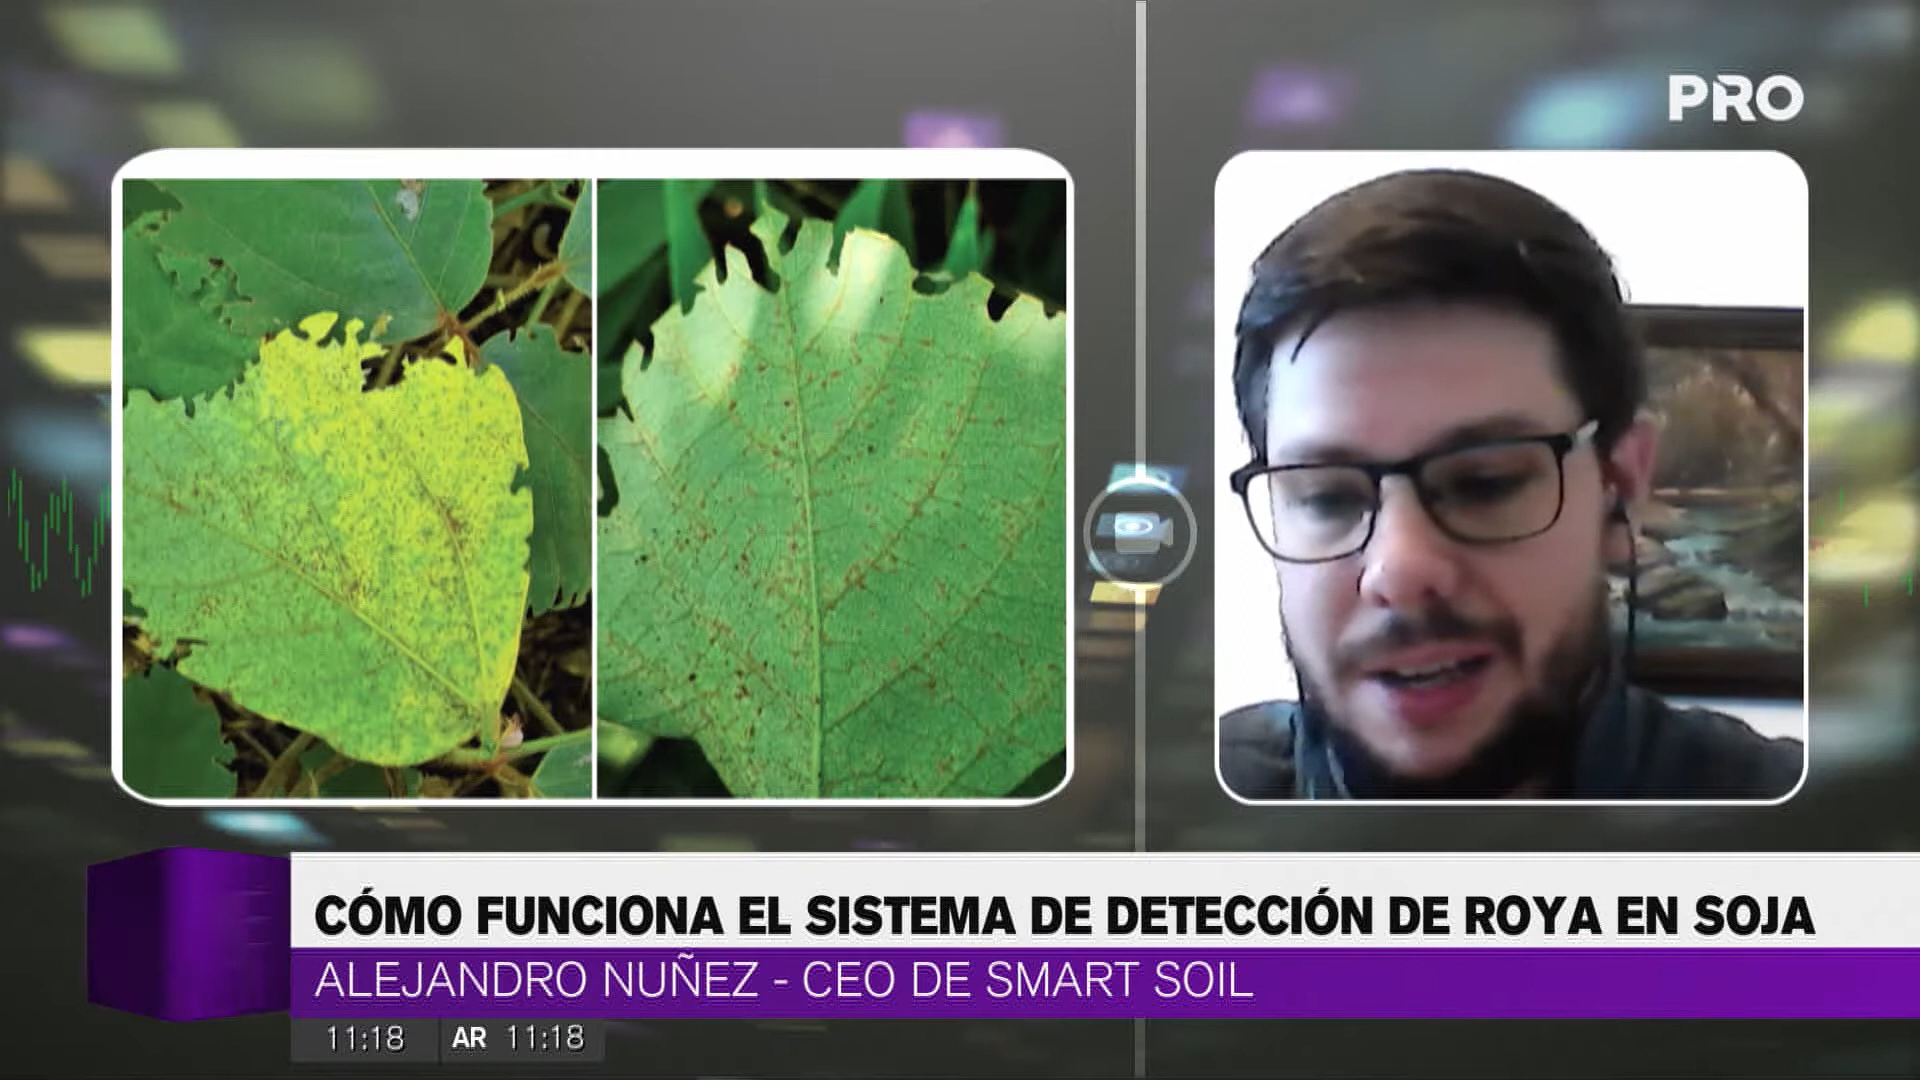 PRO
CÓMO FUNCIONA EL SISTEMA DE DETECCIÓN DE ROYA EN SOJA
ALEJANDRO NUÑEZ - CEO DE SMART SOIL
11:18 AR 11:18